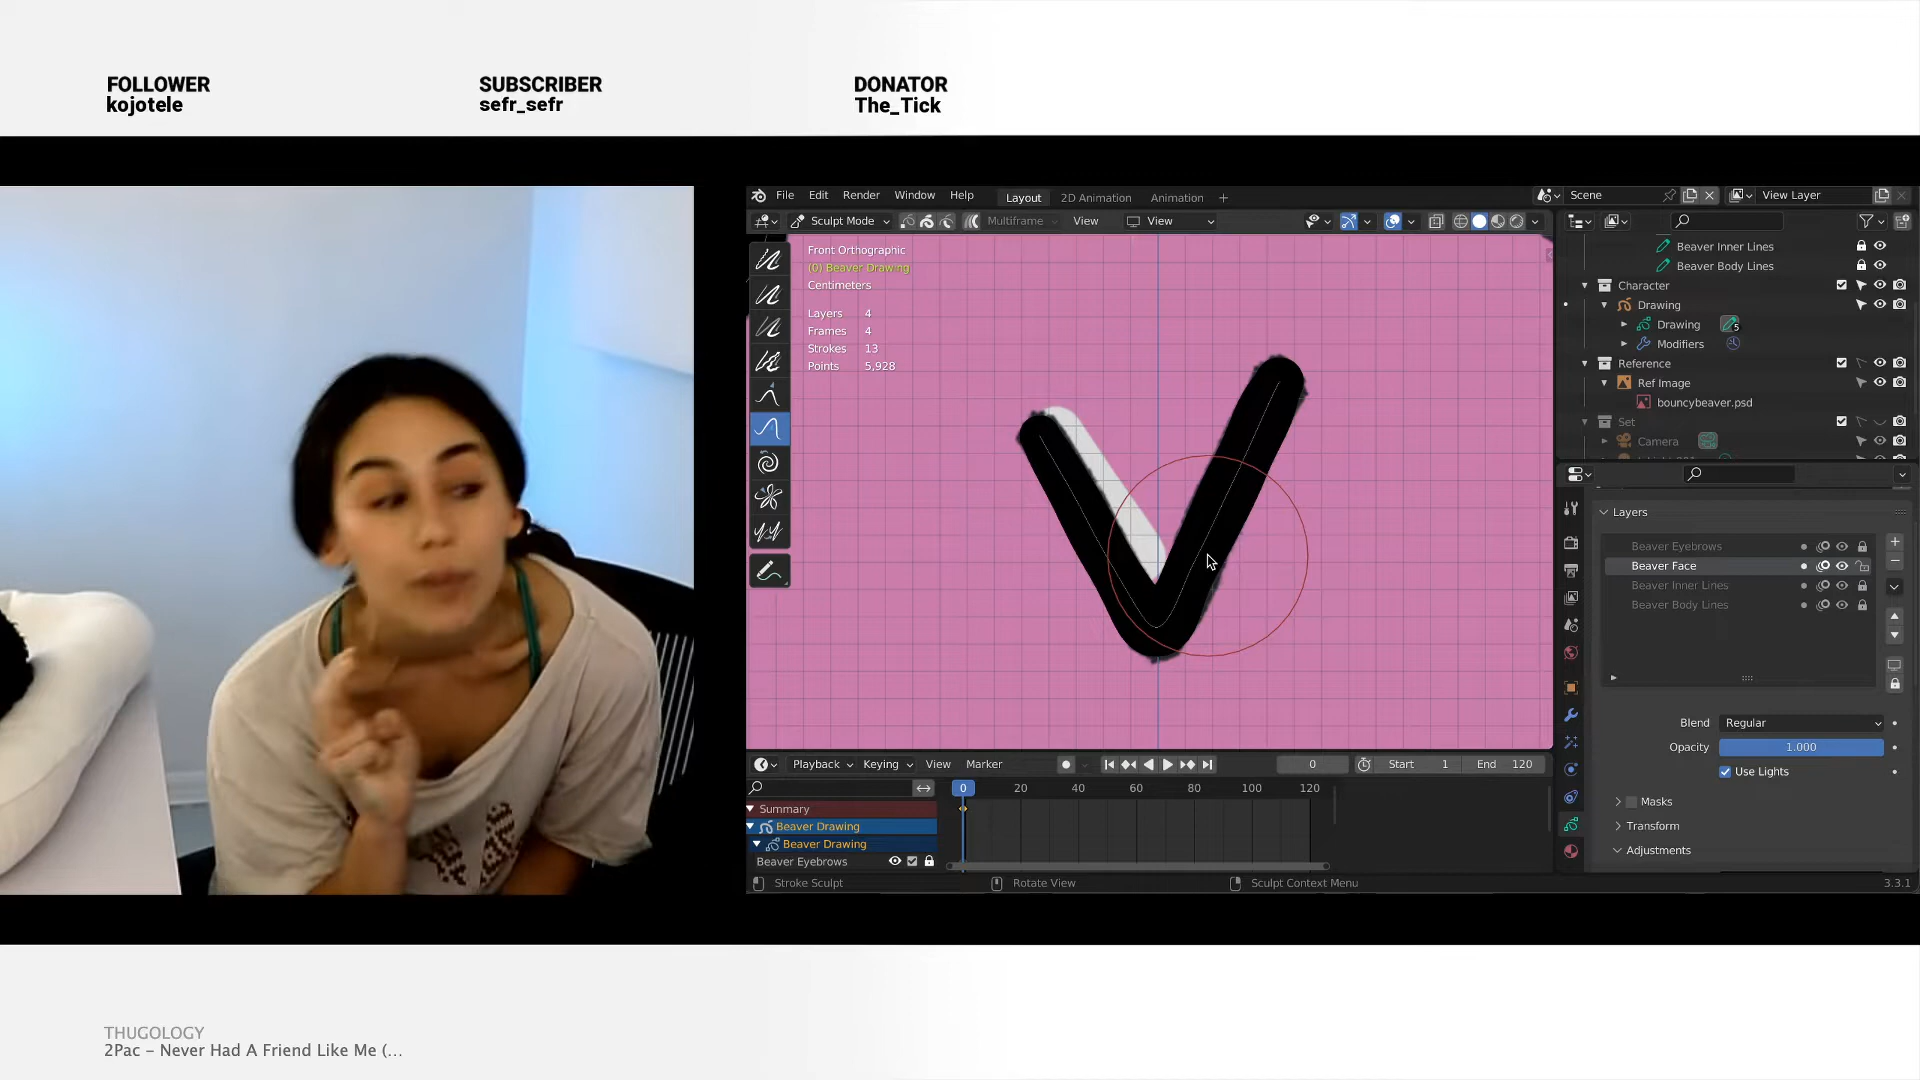 FOLLOWER
kojotele
SUBSCRIBER
sefr_sefr
DONATOR
The_Tick
File Edit Render Window Help Layout 2D Animation Animation + Scene View Layer
Sculpt Mode Multiframe View View
Front Orthographic
(0) Beaver Drawing
Centimeters
Layers 4
Frames 4
Strokes 13
Points 5,928
Beaver Inner Lines
Beaver Body Lines
Character
Drawing
Drawing 5
Modifiers
Reference
Ref Image
bouncybeaver.psd
Set
Camera
Layers
Beaver Eyebrows
Beaver Face
Beaver Inner Lines
Beaver Body Lines
Blend Regular
Opacity 1.000
Use Lights
Masks
Transform
Adjustments
Playback Keying View Marker 0 Start 1 End 120
0 20 40 60 80 100 120
Summary
Beaver Drawing
Beaver Drawing
Beaver Eyebrows
Stroke Sculpt Rotate View Sculpt Context Menu 3.3.1
THUGOLOGY
2Pac - Never Had A Friend Like Me (...